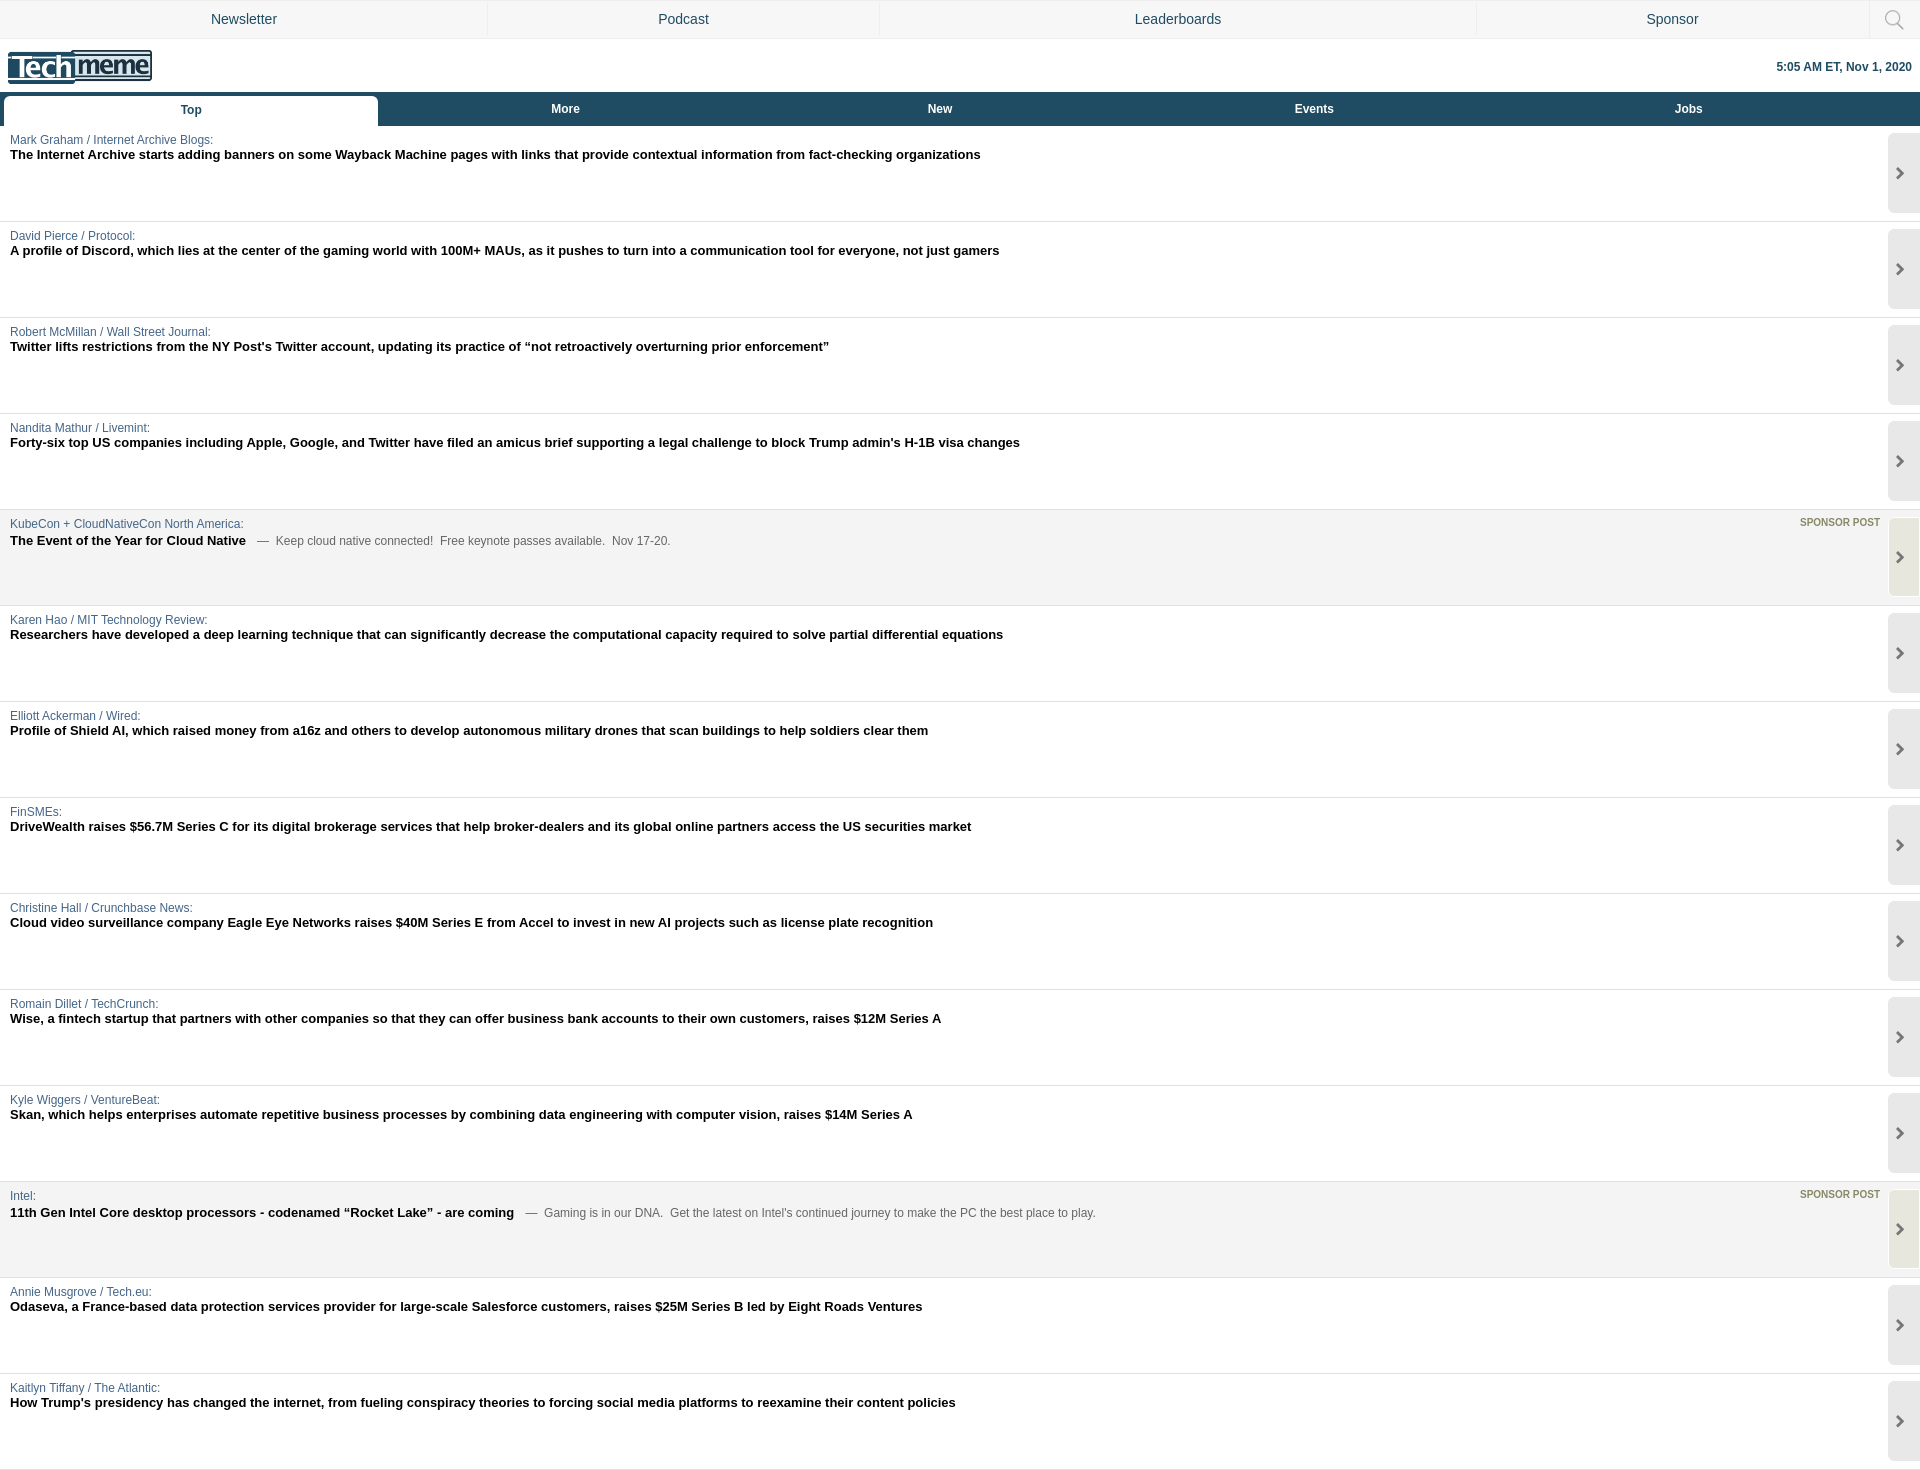 Newsletter Podcast Leaderboards Sponsor
Techmeme 5:05 AM ET, Nov 1, 2020
Top More New Events Jobs
Mark Graham / Internet Archive Blogs:
The Internet Archive starts adding banners on some Wayback Machine pages with links that provide contextual information from fact-checking organizations
David Pierce / Protocol:
A profile of Discord, which lies at the center of the gaming world with 100M+ MAUs, as it pushes to turn into a communication tool for everyone, not just gamers
Robert McMillan / Wall Street Journal:
Twitter lifts restrictions from the NY Post's Twitter account, updating its practice of “not retroactively overturning prior enforcement”
Nandita Mathur / Livemint:
Forty-six top US companies including Apple, Google, and Twitter have filed an amicus brief supporting a legal challenge to block Trump admin's H-1B visa changes
KubeCon + CloudNativeCon North America: SPONSOR POST
The Event of the Year for Cloud Native — Keep cloud native connected! Free keynote passes available. Nov 17-20.
Karen Hao / MIT Technology Review:
Researchers have developed a deep learning technique that can significantly decrease the computational capacity required to solve partial differential equations
Elliott Ackerman / Wired:
Profile of Shield AI, which raised money from a16z and others to develop autonomous military drones that scan buildings to help soldiers clear them
FinSMEs:
DriveWealth raises $56.7M Series C for its digital brokerage services that help broker-dealers and its global online partners access the US securities market
Christine Hall / Crunchbase News:
Cloud video surveillance company Eagle Eye Networks raises $40M Series E from Accel to invest in new AI projects such as license plate recognition
Romain Dillet / TechCrunch:
Wise, a fintech startup that partners with other companies so that they can offer business bank accounts to their own customers, raises $12M Series A
Kyle Wiggers / VentureBeat:
Skan, which helps enterprises automate repetitive business processes by combining data engineering with computer vision, raises $14M Series A
Intel: SPONSOR POST
11th Gen Intel Core desktop processors - codenamed “Rocket Lake” - are coming — Gaming is in our DNA. Get the latest on Intel's continued journey to make the PC the best place to play.
Annie Musgrove / Tech.eu:
Odaseva, a France-based data protection services provider for large-scale Salesforce customers, raises $25M Series B led by Eight Roads Ventures
Kaitlyn Tiffany / The Atlantic:
How Trump's presidency has changed the internet, from fueling conspiracy theories to forcing social media platforms to reexamine their content policies